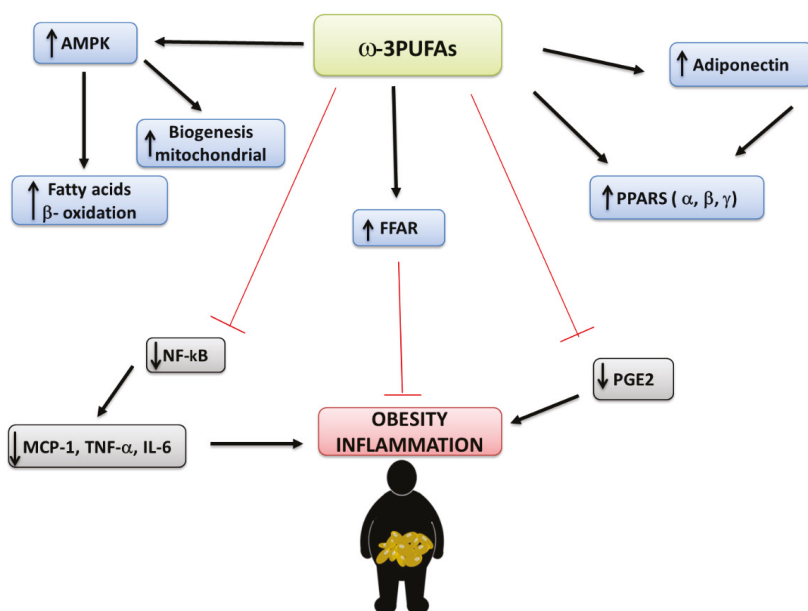 ω-3PUFAs
↑ AMPK
↑ Adiponectin
↑ Biogenesis
mitochondrial
↑ Fatty acids
β- oxidation
↑ PPARS ( α, β, γ)
↑ FFAR
↓ NF-kB
↓ PGE2
↓ MCP-1, TNF-α, IL-6
OBESITY
INFLAMMATION